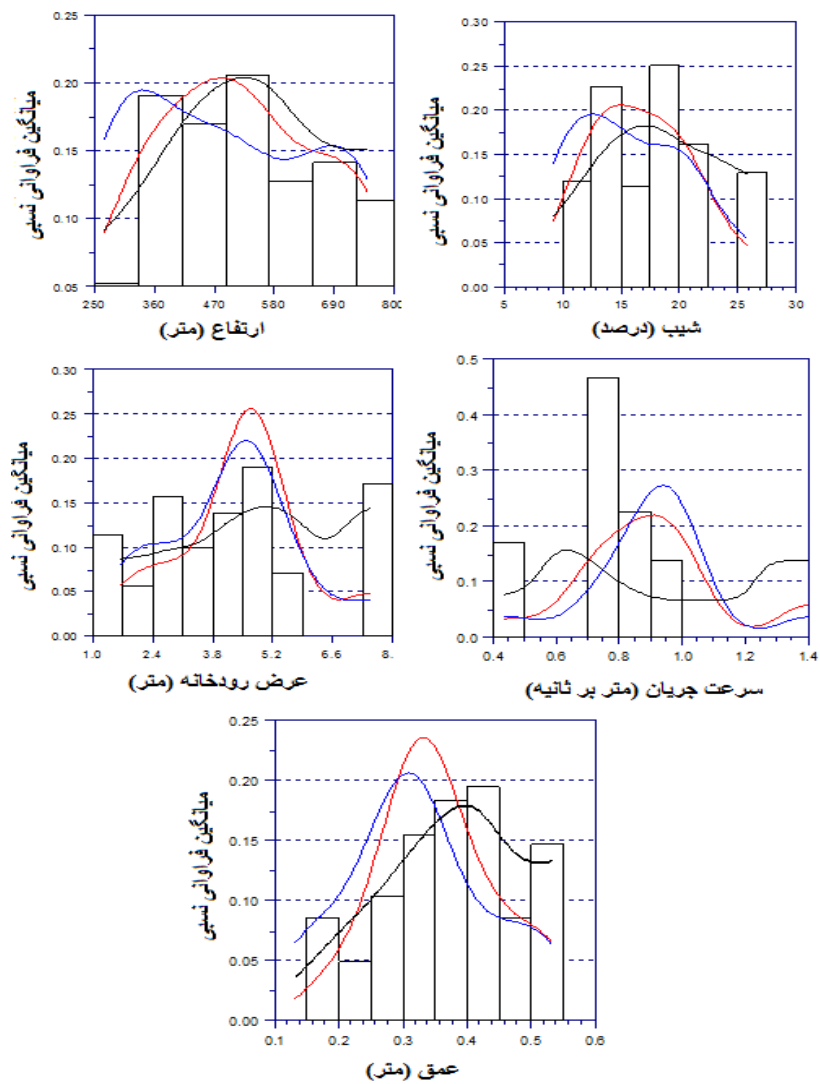 0.25
0.20
0.15
0.10
0.05
250 360 470 580 690 800
میانگین فراوانی نسبی
ارتفاع (متر)
0.30
0.25
0.20
0.15
0.10
0.05
0.00
5 10 15 20 25 30
میانگین فراوانی نسبی
شیب (درصد)
0.30
0.25
0.20
0.15
0.10
0.05
0.00
1.0 2.4 3.8 5.2 6.6 8.
میانگین فراوانی نسبی
عرض رودخانه (متر)
0.5
0.4
0.3
0.2
0.1
0.0
0.4 0.6 0.8 1.0 1.2 1.4
میانگین فراوانی نسبی
سرعت جریان (متر بر ثانیه)
0.25
0.20
0.15
0.10
0.05
0.00
0.1 0.2 0.3 0.4 0.5 0.6
میانگین فراوانی نسبی
عمق (متر)